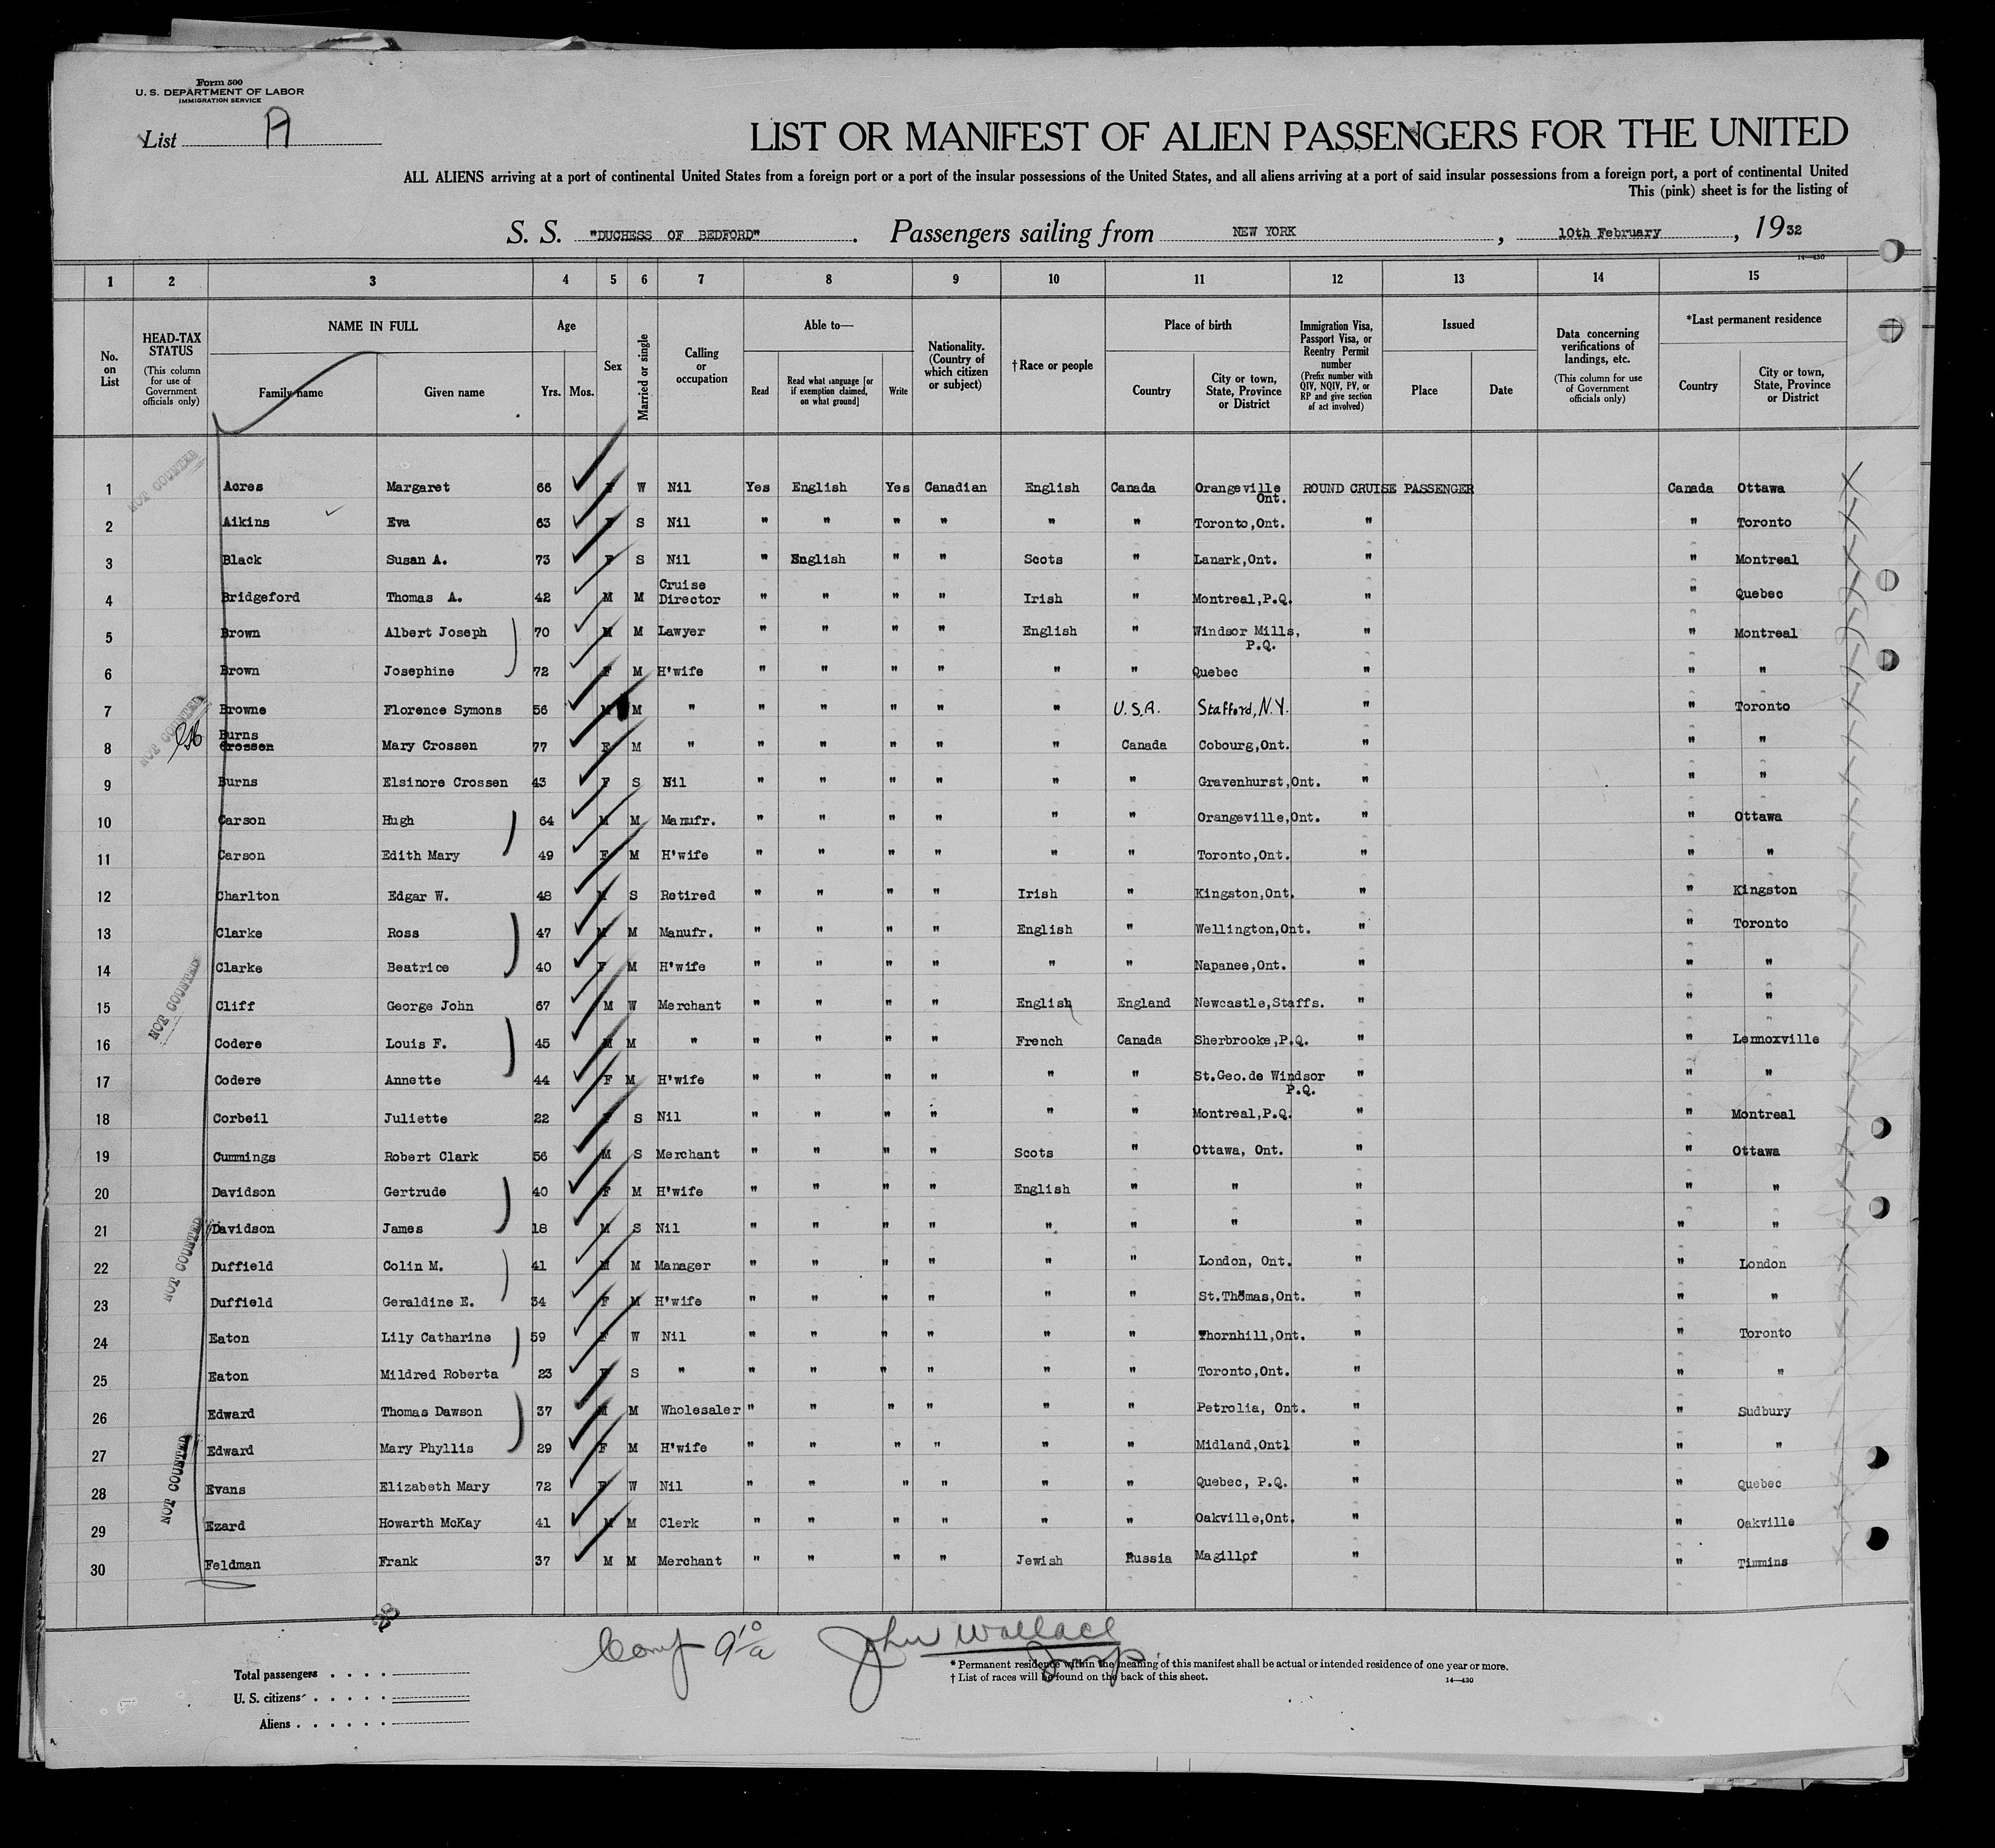 Form 500
U. S. DEPARTMENT OF LABOR
IMMIGRATION SERVICE
List A
LIST OR MANIFEST OF ALIEN PASSENGERS FOR THE UNITED
ALL ALIENS arriving at a port of continental United States from a foreign port or a port of the insular possessions of the United States, and all aliens arriving at a port of said insular possessions from a foreign port, a port of continental United
This (pink) sheet is for the listing of
S. S. "DUCHESS OF BEDFORD". Passengers sailing from NEW YORK, 10th February, 1932
14—430
1 2 3 4 5 6 7 8 9 10 11 12 13 14 15
No. on List
HEAD-TAX STATUS (This column for use of Government officials only)
NAME IN FULL
Family name Given name
Age
Yrs. Mos.
Sex
Married or single
Calling or occupation
Able to—
Read Read what language [or if exemption claimed, on what ground] Write
Nationality. (Country of which citizen or subject)
† Race or people
Place of birth
Country City or town, State, Province or District
Immigration Visa, Passport Visa, or Reentry Permit number (Prefix number with QIV, NQIV, PV, or RP and give section of act involved)
Issued
Place Date
Data concerning verifications of landings, etc. (This column for use of Government officials only)
*Last permanent residence
Country City or town, State, Province or District
NOT COUNTED
1 Acres Margaret 66 F W Nil Yes English Yes Canadian English Canada Orangeville Ont. ROUND CRUISE PASSENGER Canada Ottawa
2 Aikins Eva 63 F S Nil " " " " " " Toronto,Ont. " " Toronto
3 Black Susan A. 73 F S Nil " English " " Scots " Lanark,Ont. " " Montreal
4 Bridgeford Thomas A. 42 M M Cruise Director " " " " Irish " Montreal,P.Q. " " Quebec
5 Brown Albert Joseph 70 M M Lawyer " " " " English " Windsor Mills, P.Q. " " Montreal
6 Brown Josephine 72 F M H'wife " " " " " " Quebec " " "
NOT COUNTED
7 Browne Florence Symons 56 M " " " " " " U.S.A. Stafford, N.Y. " " Toronto
8 Burns Crossen Mary Crossen 77 F M " " " " " " Canada Cobourg,Ont. " " "
9 Burns Elsinore Crossen 43 F S Nil " " " " " " Gravenhurst,Ont. " " "
10 Carson Hugh 64 M M Manufr. " " " " " " Orangeville,Ont. " " Ottawa
11 Carson Edith Mary 49 F M H'wife " " " " " " Toronto,Ont. " " "
12 Charlton Edgar W. 48 M S Retired " " " " Irish " Kingston,Ont. " " Kingston
13 Clarke Ross 47 M M Manufr. " " " " English " Wellington,Ont. " " Toronto
14 Clarke Beatrice 40 F M H'wife " " " " " " Napanee,Ont. " " "
NOT COUNTED
15 Cliff George John 67 M W Merchant " " " " English England Newcastle,Staffs. " " "
16 Codere Louis F. 45 M M " " " " " French Canada Sherbrooke,P.Q. " " Lennoxville
17 Codere Annette 44 F M H'wife " " " " " " St.Geo.de Windsor P.Q. " " "
18 Corbeil Juliette 22 F S Nil " " " " " " Montreal,P.Q. " " Montreal
19 Cummings Robert Clark 56 M S Merchant " " " " Scots " Ottawa, Ont. " " Ottawa
20 Davidson Gertrude 40 F M H'wife " " " " English " " " " "
21 Davidson James 18 M S Nil " " " " " " " " " "
NOT COUNTED
22 Duffield Colin M. 41 M M Manager " " " " " " London, Ont. " " London
23 Duffield Geraldine E. 34 F M H'wife " " " " " " St.Thomas,Ont. " " "
24 Eaton Lily Catharine 59 F W Nil " " " " " " Thornhill,Ont. " " Toronto
25 Eaton Mildred Roberta 23 F S " " " " " " " Toronto,Ont. " " "
26 Edward Thomas Dawson 37 M M Wholesaler " " " " " " Petrolia, Ont. " " Sudbury
27 Edward Mary Phyllis 29 F M H'wife " " " " " " Midland,Ontl " " "
NOT COUNTED
28 Evans Elizabeth Mary 72 F W Nil " " " " " " Quebec, P.Q. " " Quebec
29 Ezard Howarth McKay 41 M M Clerk " " " " " " Oakville,Ont. " " Oakville
30 Feldman Frank 37 M M Merchant " " " " Jewish Russia Magillof " " Timmins
John Wallace
Insp.
* Permanent residence within the meaning of this manifest shall be actual or intended residence of one year or more.
† List of races will be found on the back of this sheet.
14—430
Total passengers
U. S. citizens
Aliens